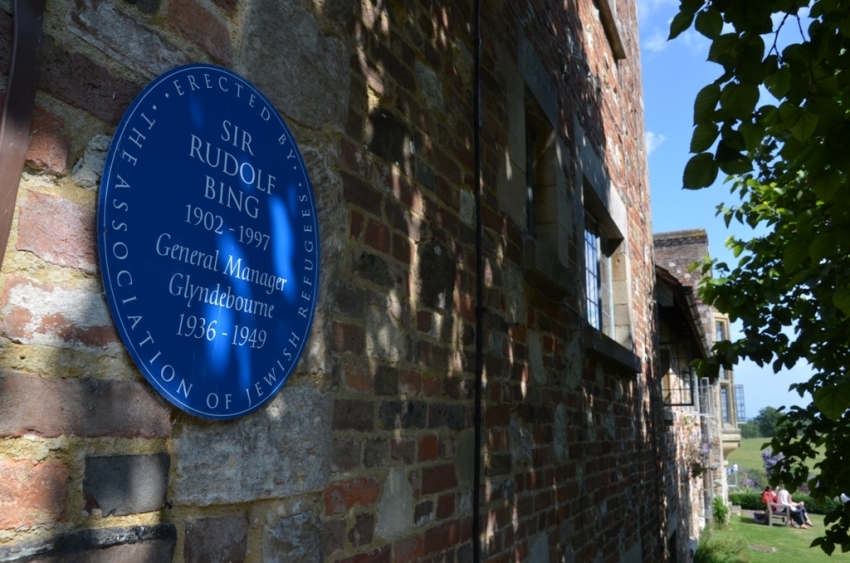 ERECTED BY
THE ASSOCIATION OF JEWISH REFUGEES
SIR
RUDOLF
BING
1902 - 1997
General Manager
Glyndebourne
1936 - 1949